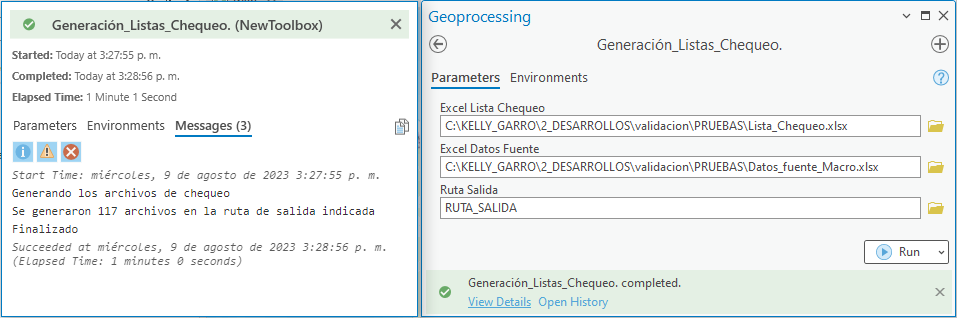 Generación_Listas_Chequeo. (NewToolbox)
Started: Today at 3:27:55 p. m.
Completed: Today at 3:28:56 p. m.
Elapsed Time: 1 Minute 1 Second
Parameters Environments Messages (3)
Start Time: miércoles, 9 de agosto de 2023 3:27:55 p. m.
Generando los archivos de chequeo
Se generaron 117 archivos en la ruta de salida indicada
Finalizado
Succeeded at miércoles, 9 de agosto de 2023 3:28:56 p. m.
(Elapsed Time: 1 minutes 0 seconds)
Geoprocessing
Generación_Listas_Chequeo.
Parameters Environments
Excel Lista Chequeo
C:\KELLY_GARRO\2_DESARROLLOS\validacion\PRUEBAS\Lista_Chequeo.xlsx
Excel Datos Fuente
C:\KELLY_GARRO\2_DESARROLLOS\validacion\PRUEBAS\Datos_fuente_Macro.xlsx
Ruta Salida
RUTA_SALIDA
Run
Generación_Listas_Chequeo. completed.
View Details Open History